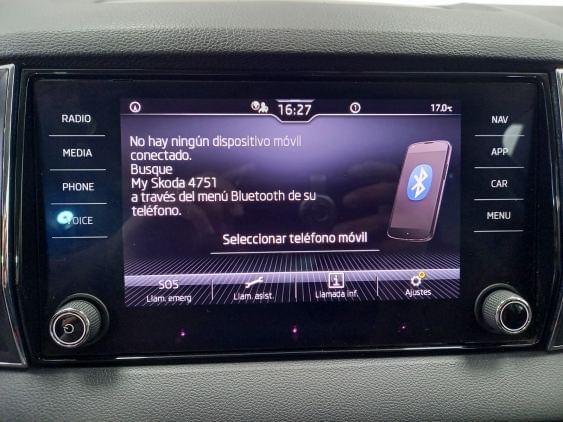 RADIO
MEDIA
PHONE
VOICE
16:27
17.0°C
No hay ningún dispositivo móvil
conectado.
Busque
My Skoda 4751
a través del menú Bluetooth de su
teléfono.
Seleccionar teléfono móvil
SOS
Llam. emerg
Llam. asist.
Llamada inf.
Ajustes
NAV
APP
CAR
MENU